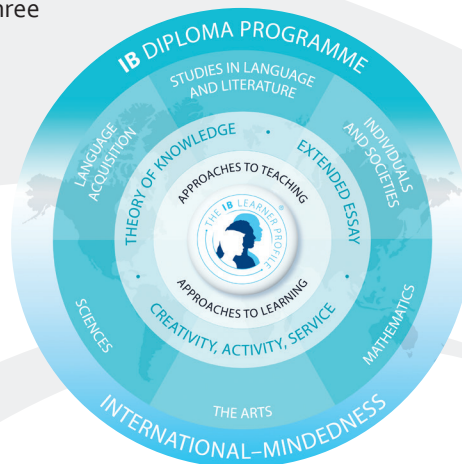 hree
IB DIPLOMA PROGRAMME
STUDIES IN LANGUAGE
AND LITERATURE
LANGUAGE
ACQUISITION
INDIVIDUALS
AND SOCIETIES
THEORY OF KNOWLEDGE
EXTENDED ESSAY
APPROACHES TO TEACHING
THE IB LEARNER PROFILE
®
APPROACHES TO LEARNING
CREATIVITY, ACTIVITY, SERVICE
SCIENCES
MATHEMATICS
THE ARTS
INTERNATIONAL–MINDEDNESS